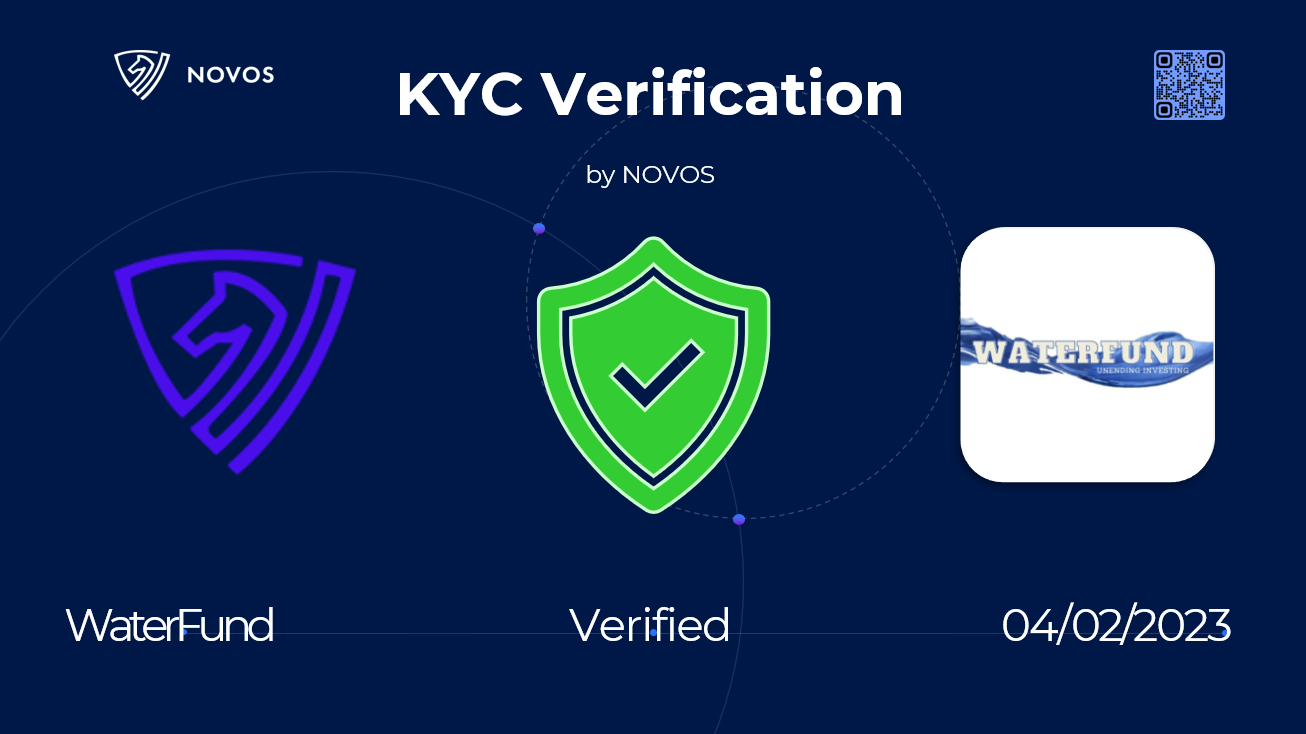 NOVOS
KYC Verification
by NOVOS
WATERFUND
UNENDING INVESTING
WaterFund
Verified
04/02/2023